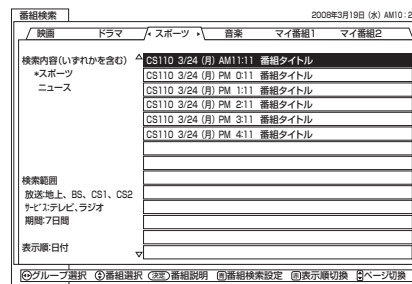 番組検索 2008年3月19日 (水) AM10:2
映画 ドラマ スポーツ 音楽 マイ番組1 マイ番組2
検索内容(いずれかを含む)
*スポーツ
ニュース
CS110 3/24 (月) AM11:11 番組タイトル
CS110 3/24 (月) PM 0:11 番組タイトル
CS110 3/24 (月) PM 1:11 番組タイトル
CS110 3/24 (月) PM 2:11 番組タイトル
CS110 3/24 (月) PM 3:11 番組タイトル
CS110 3/24 (月) PM 4:11 番組タイトル
検索範囲
放送:地上、BS、CS1、CS2
サービス:テレビ、ラジオ
期間:7日間
表示順:日付
グループ選択 番組選択 決定 番組説明 青 番組検索設定 赤 表示順切換 ページ切換